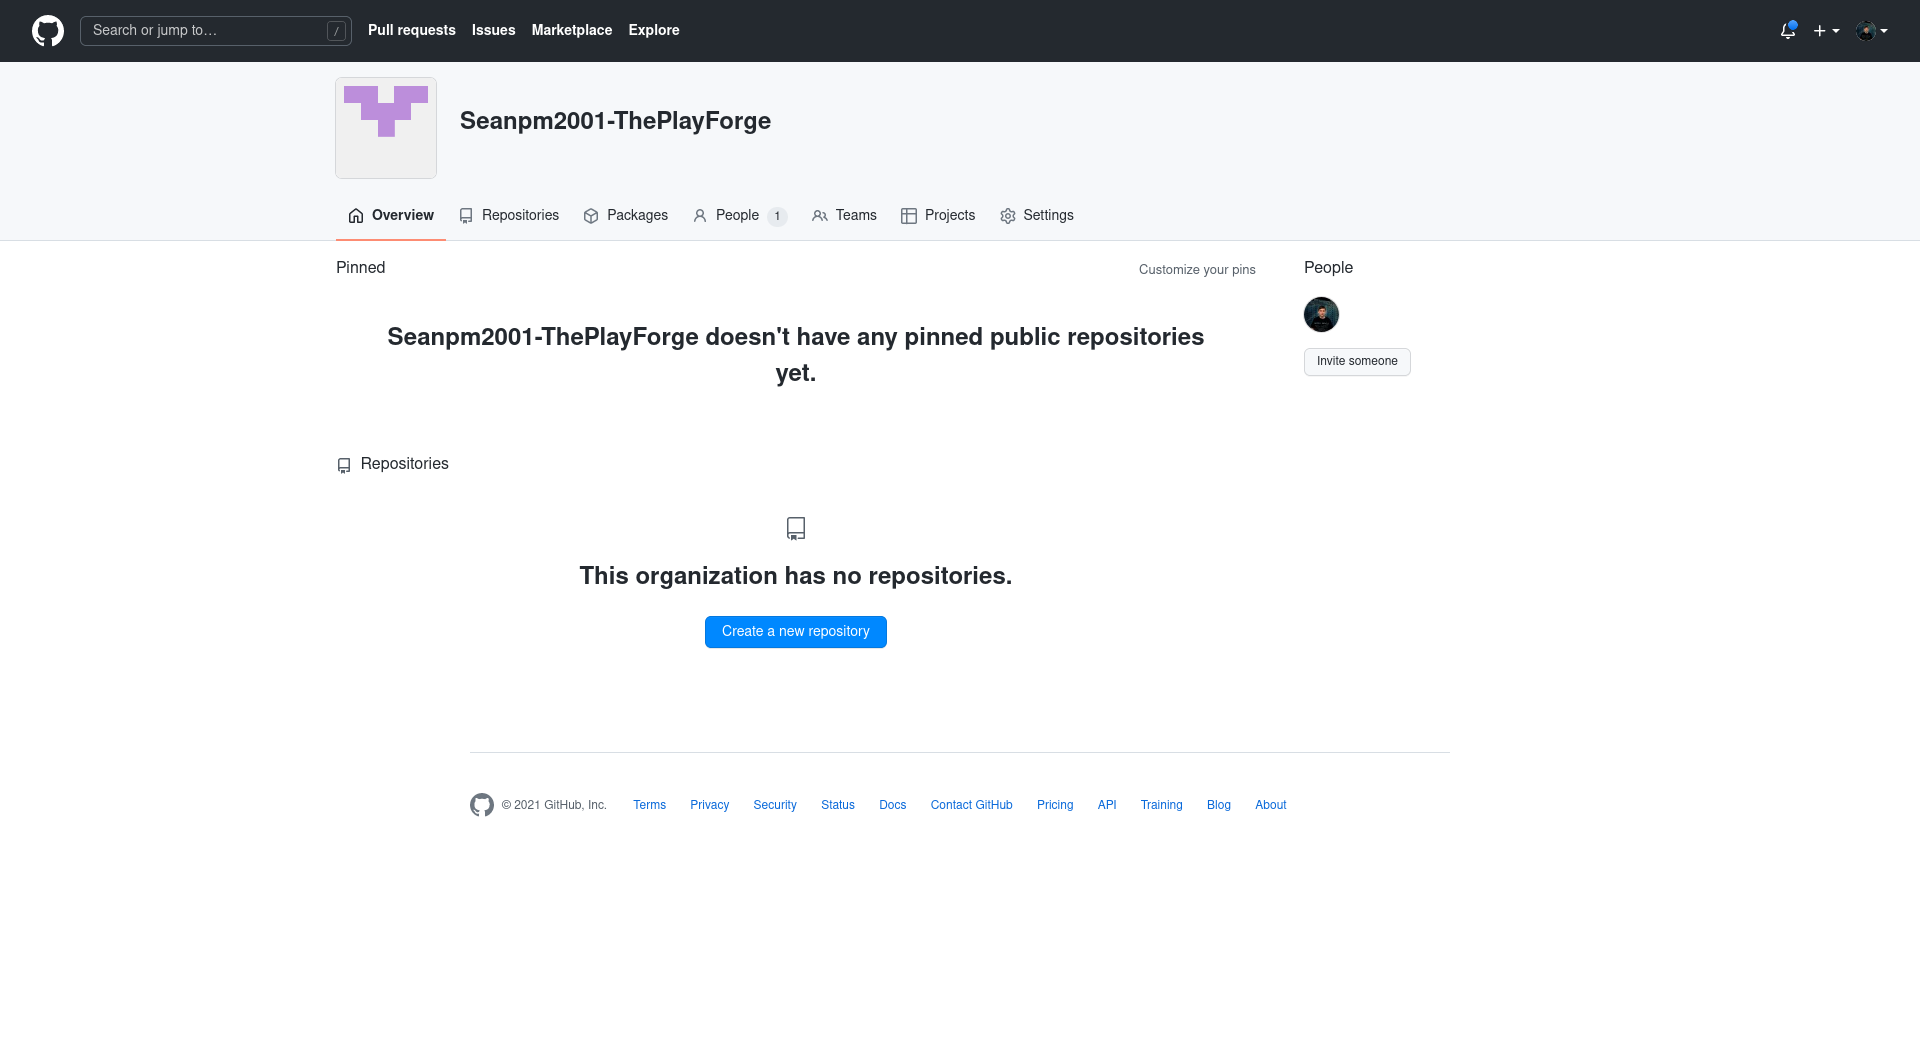 Search or jump to… /
Pull requests Issues Marketplace Explore
Seanpm2001-ThePlayForge
Overview Repositories Packages People 1 Teams Projects Settings
Pinned
Customize your pins
Seanpm2001-ThePlayForge doesn't have any pinned public repositories
yet.
People
Invite someone
Repositories
This organization has no repositories.
Create a new repository
© 2021 GitHub, Inc. Terms Privacy Security Status Docs Contact GitHub Pricing API Training Blog About